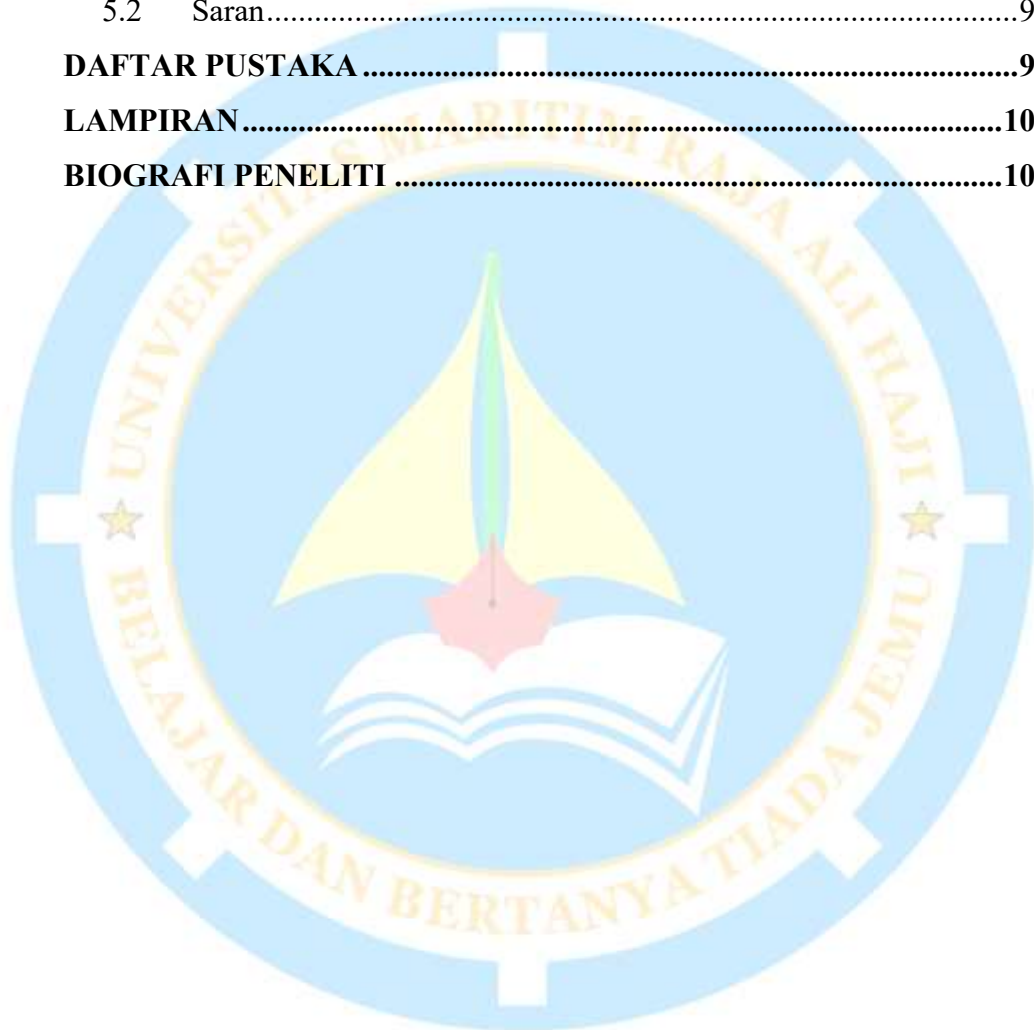 5.2 Saran.......................................................................................................9
DAFTAR PUSTAKA ..................................................................................9
LAMPIRAN...............................................................................................10
BIOGRAFI PENELITI ............................................................................10
UNIVERSITAS MARITIM RAJA ALI HAJI
BELAJAR DAN BERTANYA TIADA JEMU